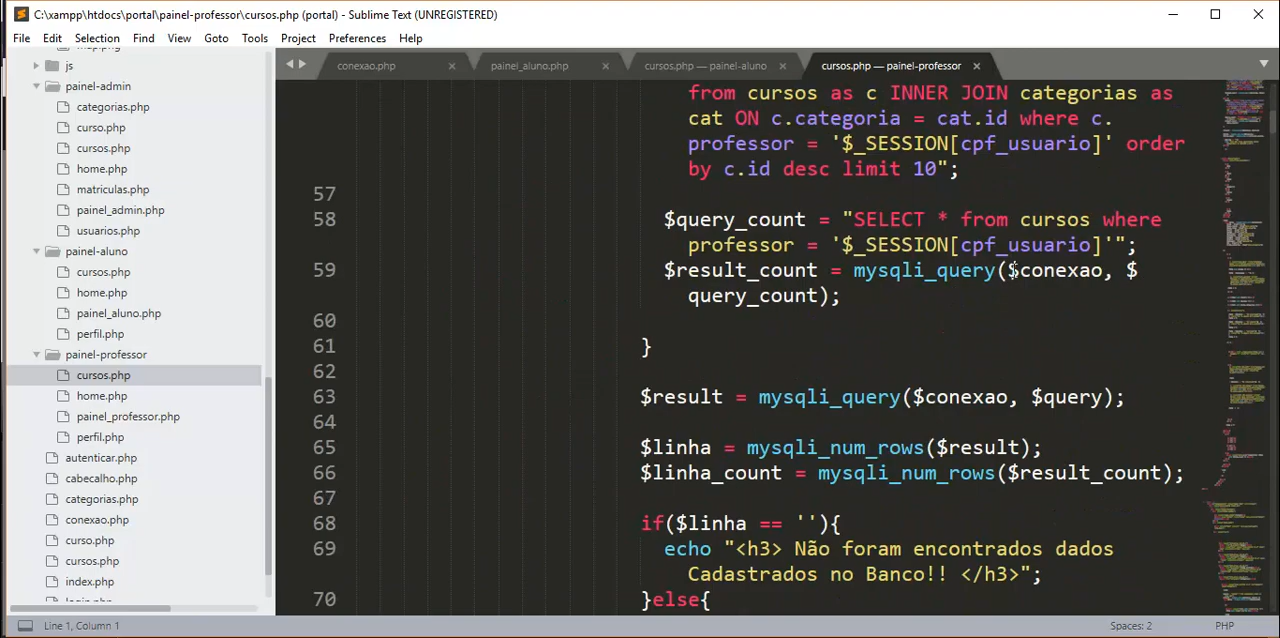 C:\xampp\htdocs\portal\painel-professor\cursos.php (portal) - Sublime Text (UNREGISTERED)
File Edit Selection Find View Goto Tools Project Preferences Help
js
painel-admin
categorias.php
curso.php
cursos.php
home.php
matriculas.php
painel_admin.php
usuarios.php
painel-aluno
cursos.php
home.php
painel_aluno.php
perfil.php
painel-professor
cursos.php
home.php
painel_professor.php
perfil.php
autenticar.php
cabecalho.php
categorias.php
conexao.php
curso.php
cursos.php
index.php
conexao.php painel_aluno.php cursos.php — painel-aluno cursos.php — painel-professor
from cursos as c INNER JOIN categorias as
cat ON c.categoria = cat.id where c.
professor = '$_SESSION[cpf_usuario]' order
by c.id desc limit 10";
57
58 $query_count = "SELECT * from cursos where
professor = '$_SESSION[cpf_usuario]'";
59 $result_count = mysqli_query($conexao, $
query_count);
60
61 }
62
63 $result = mysqli_query($conexao, $query);
64
65 $linha = mysqli_num_rows($result);
66 $linha_count = mysqli_num_rows($result_count);
67
68 if($linha == ''){
69 echo "<h3> Não foram encontrados dados
Cadastrados no Banco!! </h3>";
70 }else{
Line 1, Column 1 Spaces: 2 PHP